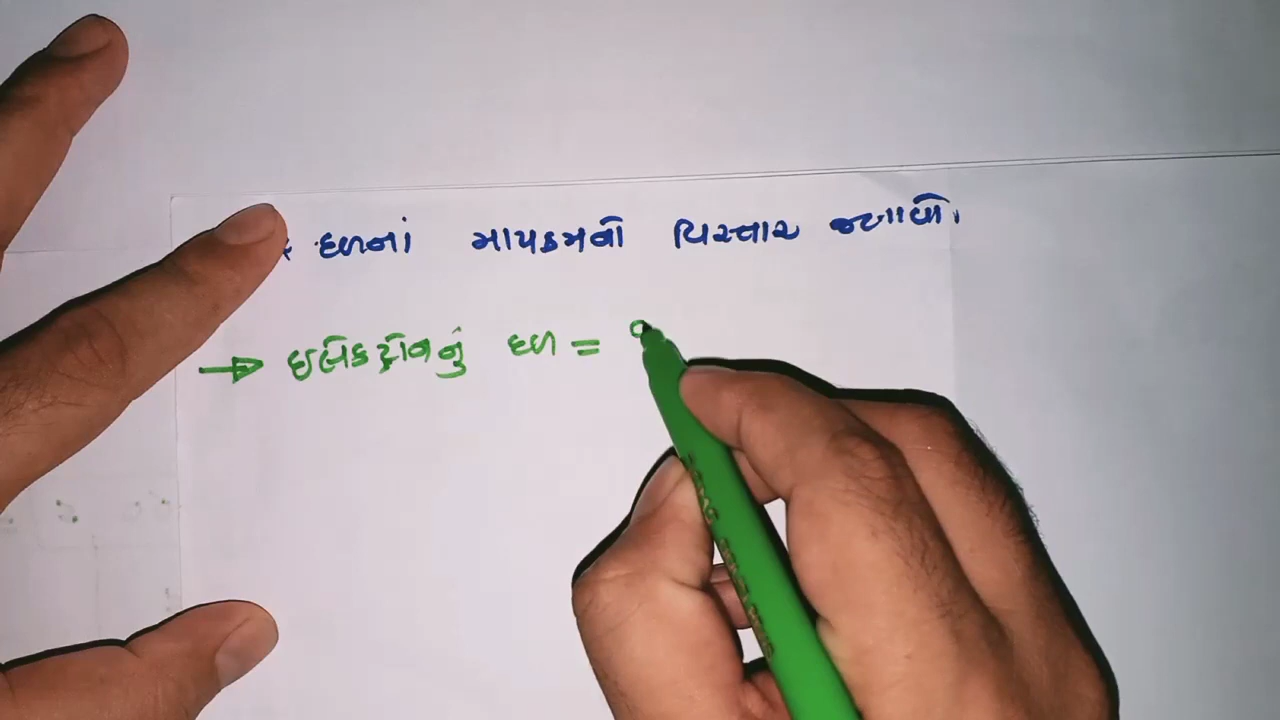 * દળનાં માપક્રમનો વિસ્તાર જણાવો.
→ ઇલેક્ટ્રોનનું દળ =